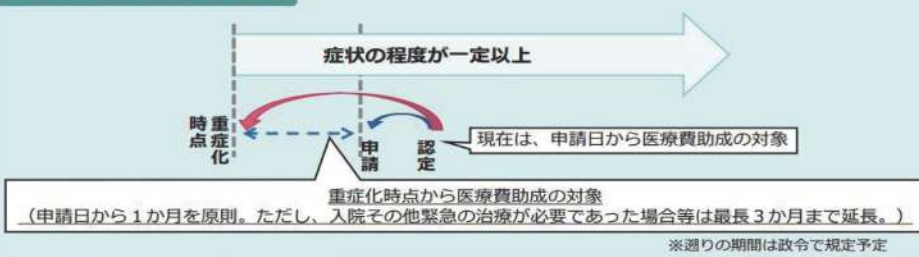 症状の程度が一定以上
重症化時点
申請
認定
現在は、申請日から医療費助成の対象
重症化時点から医療費助成の対象
（申請日から１か月を原則。ただし、入院その他緊急の治療が必要であった場合等は最長３か月まで延長。）
※遡りの期間は政令で規定予定